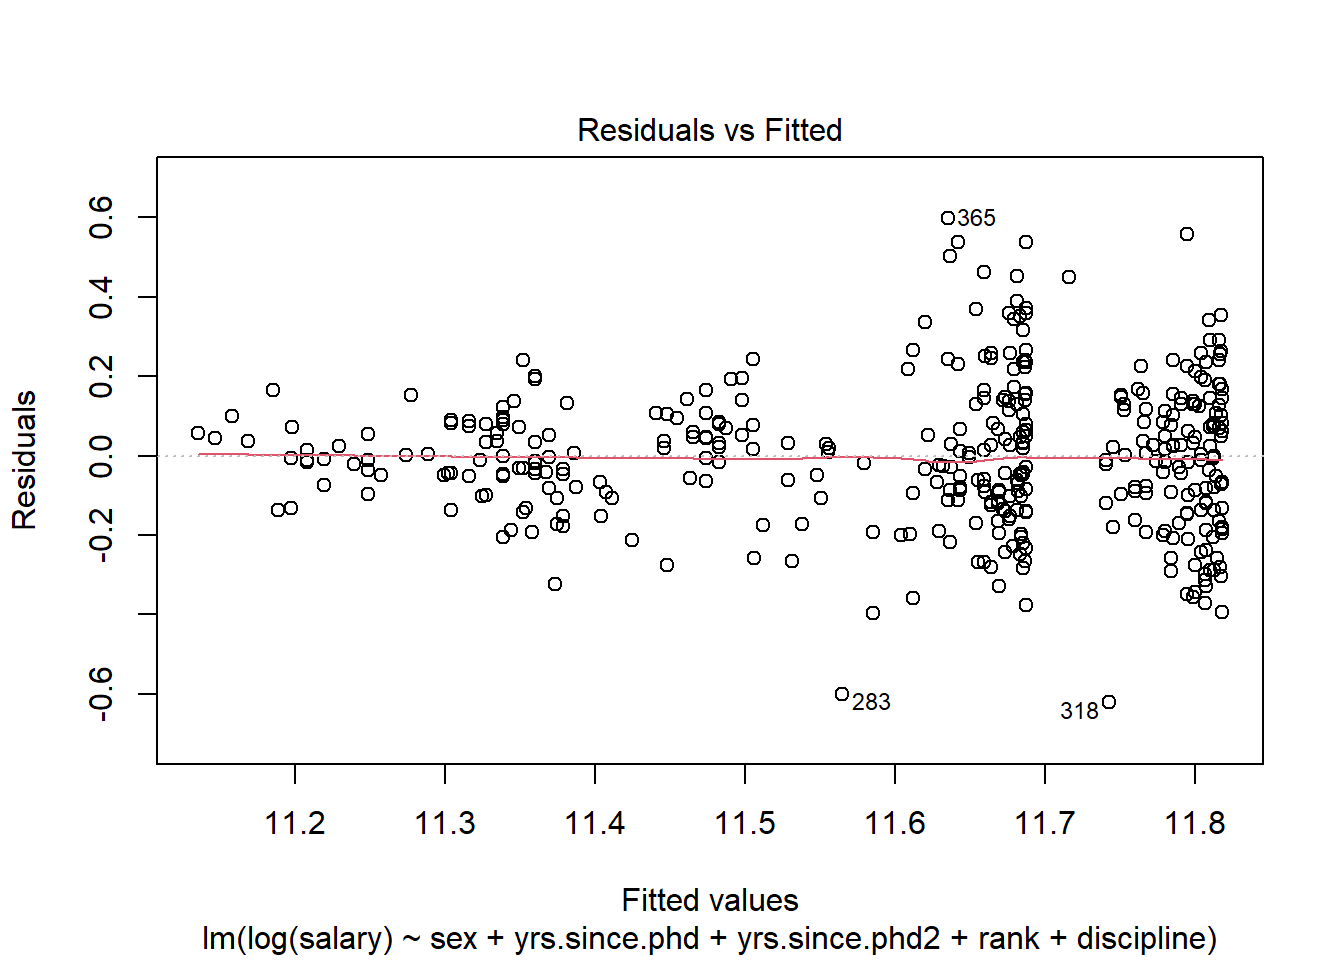 Residuals vs Fitted
Residuals
0.6
0.4
0.2
0.0
-0.2
-0.6
365
283
318
11.2 11.3 11.4 11.5 11.6 11.7 11.8
Fitted values
lm(log(salary) ~ sex + yrs.since.phd + yrs.since.phd2 + rank + discipline)